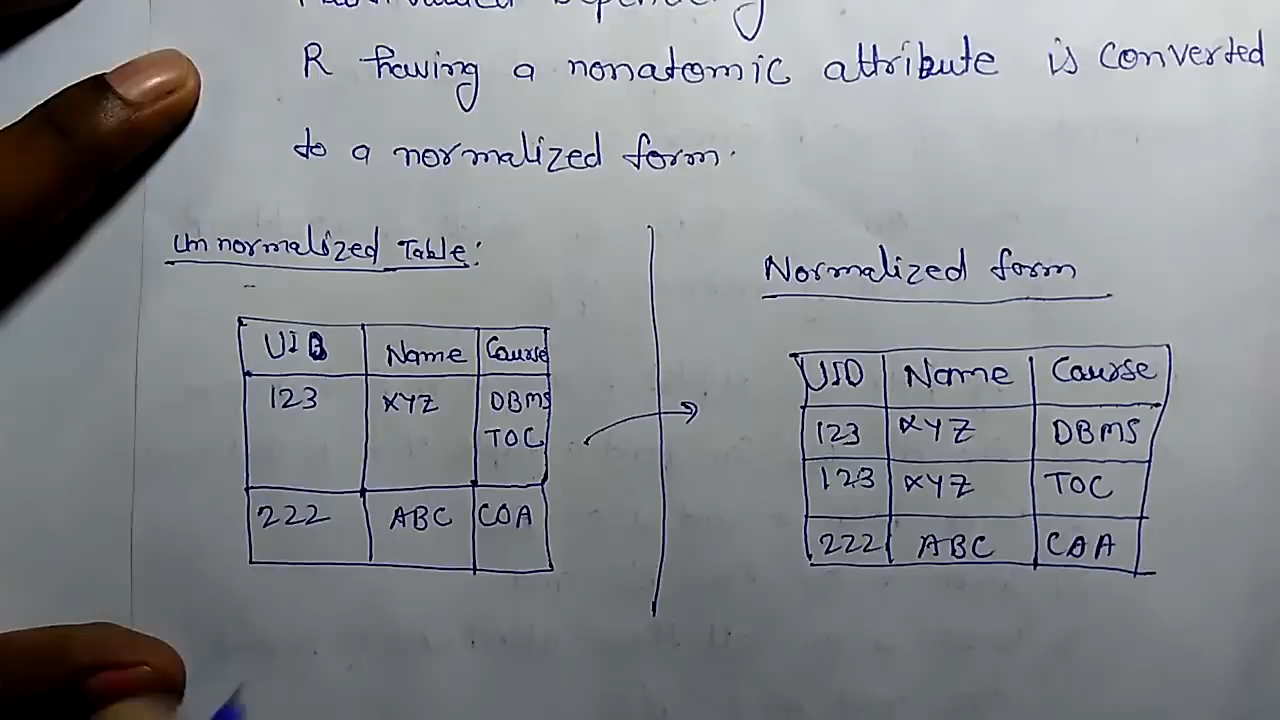 Dependency
R having a nonatomic attribute is converted
to a normalized form.
Unnormalized Table:
UID Name Course
123 XYZ DBMS
TOC
222 ABC COA
Normalized form
UID Name Course
123 XYZ DBMS
123 XYZ TOC
222 ABC COA